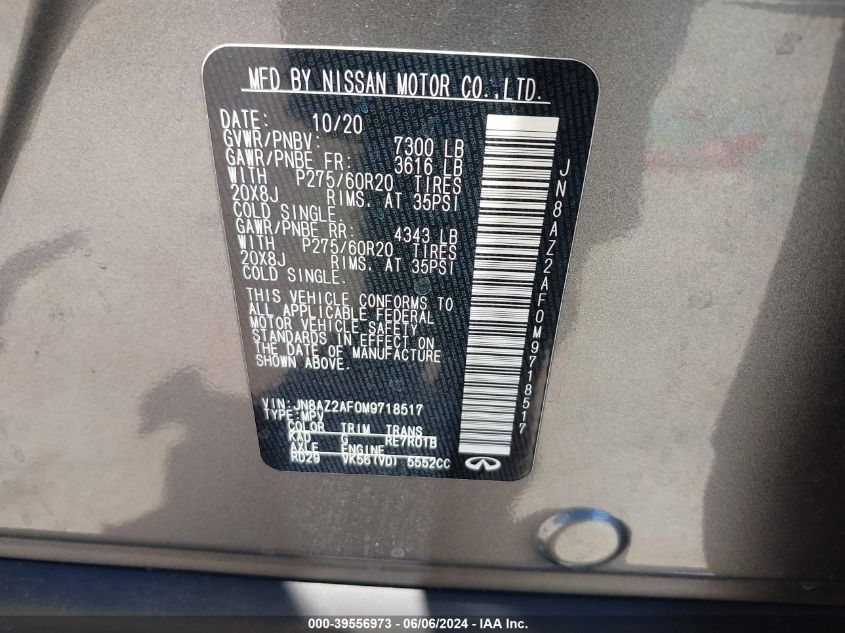 MFD BY NISSAN MOTOR CO.,LTD.
DATE: 10/20
GVWR/PNBV: 7300 LB
GAWR/PNBE FR: 3616 LB
WITH P275/60R20 TIRES
20X8J RIMS. AT 35PSI
COLD SINGLE.
GAWR/PNBE RR: 4343 LB
WITH P275/60R20 TIRES
20X8J RIMS. AT 35PSI
COLD SINGLE.
THIS VEHICLE CONFORMS TO
ALL APPLICABLE FEDERAL
MOTOR VEHICLE SAFETY
STANDARDS IN EFFECT ON
THE DATE OF MANUFACTURE
SHOWN ABOVE.
VIN:JN8AZ2AF0M9718517
TYPE:MPV
COLOR TRIM TRANS
KAD G RE7R01B
AXLE ENGINE
RD29 VK56(VD) 5552CC
JN8AZ2AF0M9718517
000-39556973 - 06/06/2024 - IAA Inc.